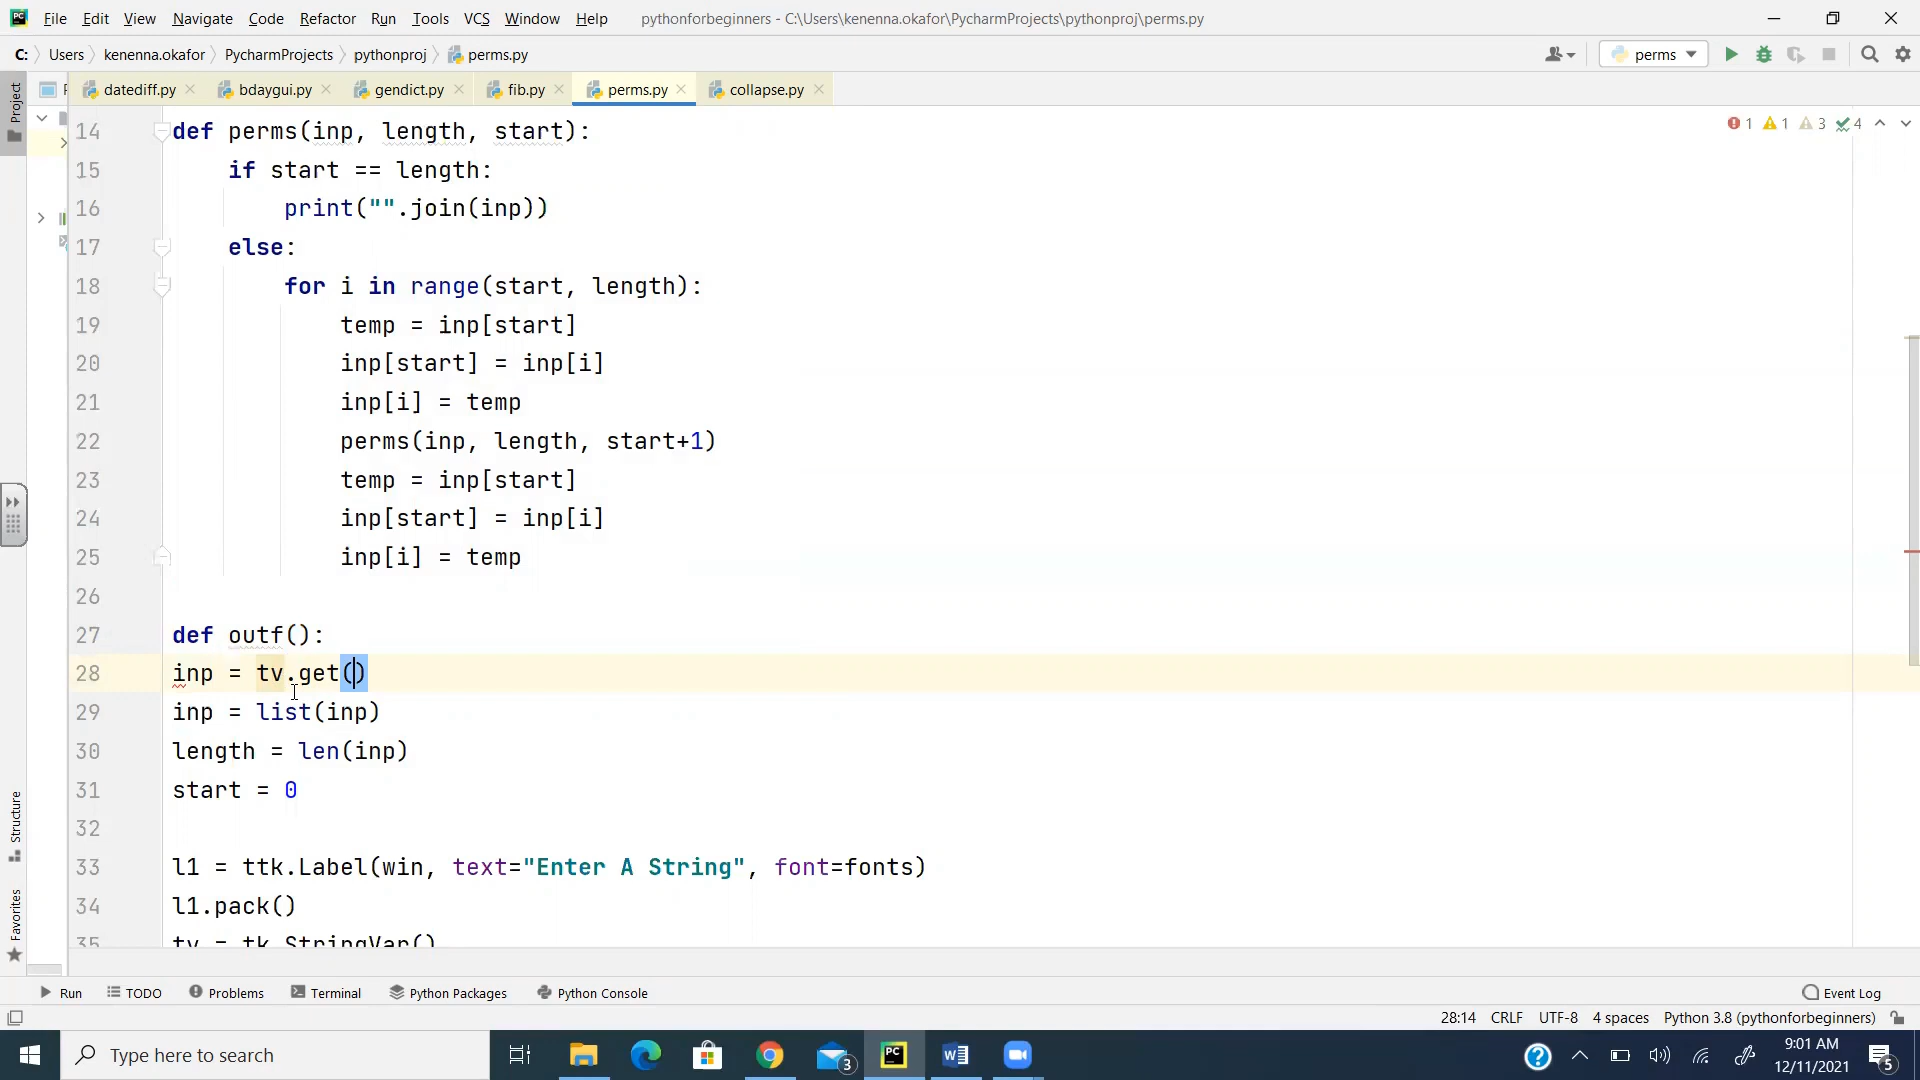 File Edit View Navigate Code Refactor Run Tools VCS Window Help pythonforbeginners - C:\Users\kenenna.okafor\PycharmProjects\pythonproj\perms.py
C: Users kenenna.okafor PycharmProjects pythonproj perms.py perms
datediff.py bdaygui.py gendict.py fib.py perms.py collapse.py
Project
1 1 3 4
14 def perms(inp, length, start):
15 if start == length:
16 print("".join(inp))
17 else:
18 for i in range(start, length):
19 temp = inp[start]
20 inp[start] = inp[i]
21 inp[i] = temp
22 perms(inp, length, start+1)
23 temp = inp[start]
24 inp[start] = inp[i]
25 inp[i] = temp
26
27 def outf():
28 inp = tv.get()
29 inp = list(inp)
30 length = len(inp)
31 start = 0
32
33 l1 = ttk.Label(win, text="Enter A String", font=fonts)
34 l1.pack()
35 tv = tk.StringVar()
Structure
Favorites
Run TODO Problems Terminal Python Packages Python Console Event Log
28:14 CRLF UTF-8 4 spaces Python 3.8 (pythonforbeginners)
Type here to search 3 9:01 AM
12/11/2021 5